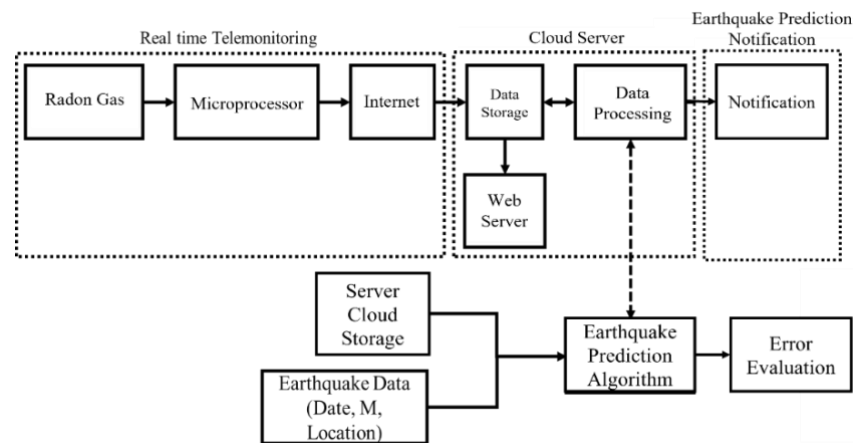 Real time Telemonitoring
Cloud Server
Earthquake Prediction
Notification
Radon Gas
Microprocessor
Internet
Data
Storage
Data
Processing
Notification
Web
Server
Server
Cloud
Storage
Earthquake Data
(Date, M,
Location)
Earthquake
Prediction
Algorithm
Error
Evaluation